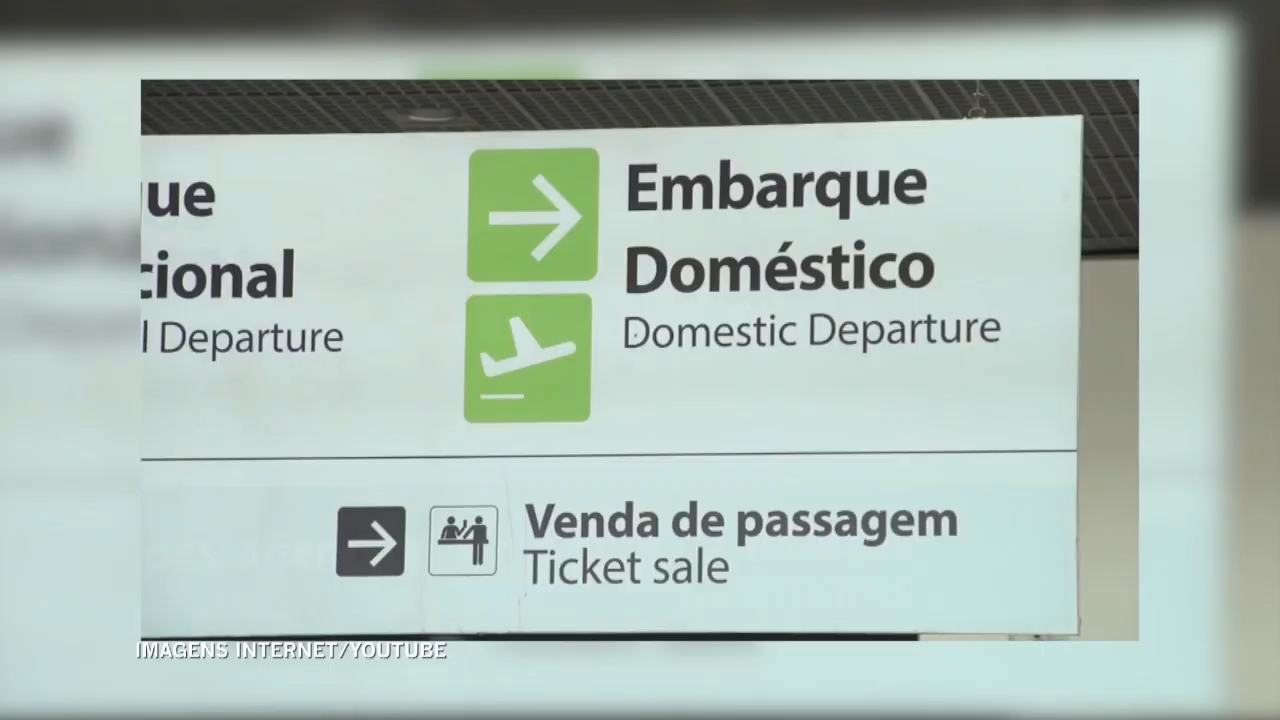 ue
cional
l Departure
Embarque
Doméstico
Domestic Departure
Venda de passagem
Ticket sale
IMAGENS INTERNET/YOUTUBE